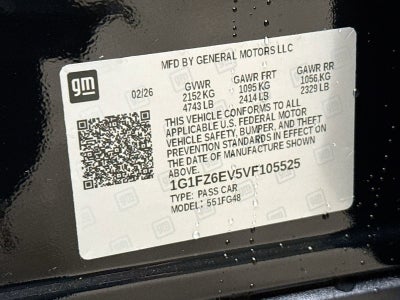 MFD BY GENERAL MOTORS LLC
gm
02/26
GVWR GAWR FRT GAWR RR
2152 KG 1095 KG 1056 KG
4743 LB 2414 LB 2329 LB
THIS VEHICLE CONFORMS TO ALL
APPLICABLE U.S. FEDERAL MOTOR
VEHICLE SAFETY, BUMPER, AND THEFT
PREVENTION STANDARDS IN EFFECT ON
THE DATE OF MANUFACTURE SHOWN
ABOVE.
1G1FZ6EV5VF105525
TYPE: PASS CAR
MODEL: 551FG48